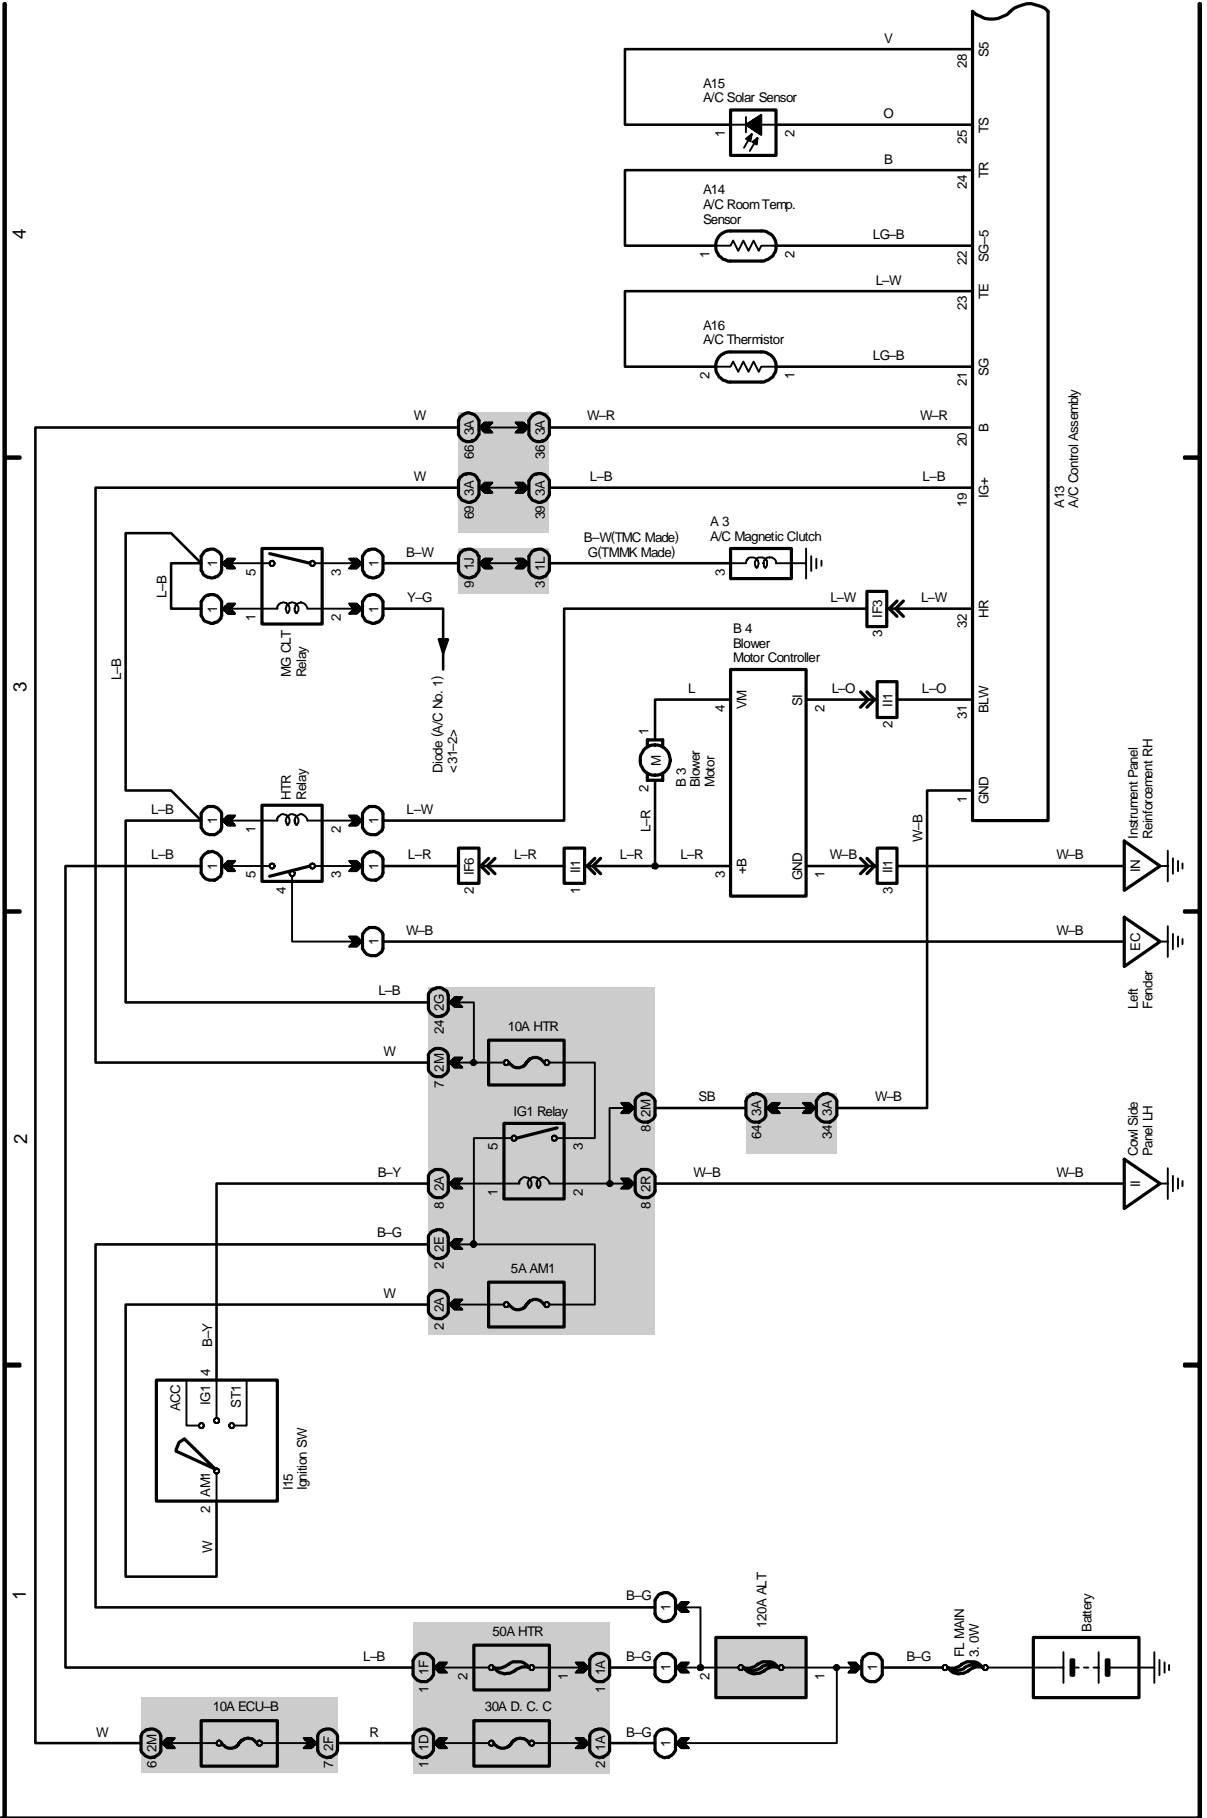 V
28
S5
A15
A/C Solar Sensor
1
2
O
25
TS
B
24
TR
4
A14
A/C Room Temp.
Sensor
1
2
LG–B
22
SG–5
L–W
23
TE
A16
A/C Thermistor
2
1
LG–B
21
SG
W
66
3A
3A
36
W–R
W–R
20
B
W
69
3A
3A
39
L–B
L–B
19
IG+
A13
A/C Control Assembly
B–W(TMC Made)
G(TMMK Made)
A 3
A/C Magnetic Clutch
3
1
5
3
1
B–W
9
1J
1L
3
L–B
1
1
2
1
Y–G
MG CLT
Relay
L–W
IF3
3
L–W
32
HR
B 4
Blower
Motor Controller
L–B
3
Diode (A/C No. 1)
<31–2>
L
4
VM
SI
2
L–O
II1
2
L–O
31
BLW
1
M
2
B 3
Blower
Motor
HTR
Relay
L–B
1
1
2
1
L–W
L–R
1
GND
W–B
L–B
1
5
4
3
1
L–R
IF6
2
L–R
II1
1
L–R
L–R
3
+B
GND
1
W–B
II1
3
W–B
IN
Instrument Panel
Reinforcement RH
1
W–B
W–B
EC
Left
Fender
L–B
24
2G
10A HTR
W
7
2M
2M
8
SB
64
3A
3A
34
W–B
2
IG1 Relay
5
3
B–Y
8
2A
1
2
2R
8
W–B
W–B
II
Cowl Side
Panel LH
B–G
2
2E
5A AM1
W
2
2A
B–Y
ACC
IG1
4
ST1
AM1
2
I15
Ignition SW
W
1
B–G
1
120A ALT
50A HTR
L–B
1
1F
2
1
1A
1
B–G
1
2
1
1
B–G
FL MAIN
3. 0W
Battery
10A ECU–B
30A D. C. C
W
6
2M
2F
7
R
1
1D
1A
2
B–G
1